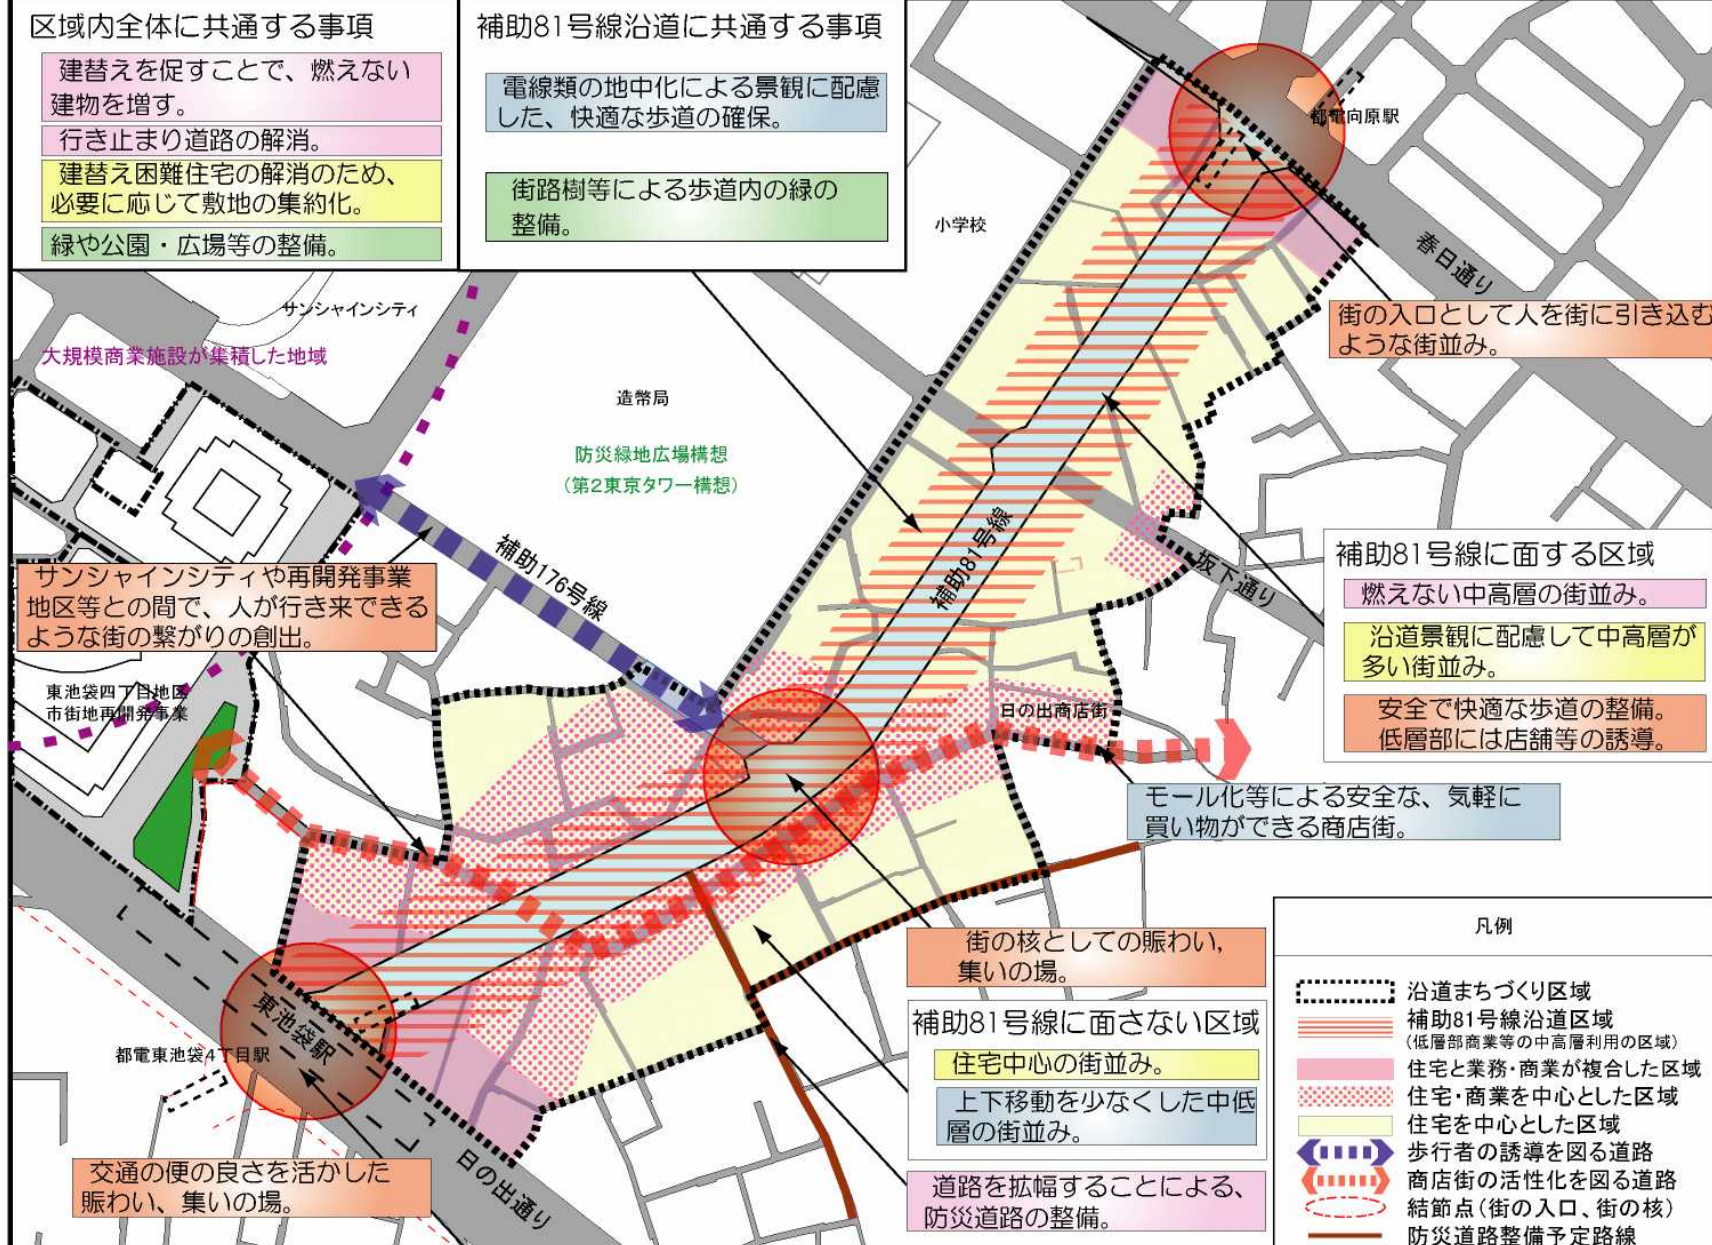 区域内全体に共通する事項
建替えを促すことで、燃えない
建物を増す。
行き止まり道路の解消。
建替え困難住宅の解消のため、
必要に応じて敷地の集約化。
緑や公園・広場等の整備。
補助81号線沿道に共通する事項
電線類の地中化による景観に配慮
した、快適な歩道の確保。
街路樹等による歩道内の緑の
整備。
都電向原駅
小学校
春日通り
街の入口として人を街に引き込む
ような街並み。
サンシャインシティ
大規模商業施設が集積した地域
造幣局
防災緑地広場構想
(第2東京タワー構想)
補助176号線
補助81号線
坂下通り
サンシャインシティや再開発事業
地区等との間で、人が行き来できる
ような街の繋がりの創出。
補助81号線に面する区域
燃えない中高層の街並み。
沿道景観に配慮して中高層が
多い街並み。
安全で快適な歩道の整備。
低層部には店舗等の誘導。
東池袋四丁目地区
市街地再開発事業
日の出商店街
モール化等による安全な、気軽に
買い物ができる商店街。
街の核としての賑わい,
集いの場。
補助81号線に面さない区域
住宅中心の街並み。
上下移動を少なくした中低
層の街並み。
道路を拡幅することによる、
防災道路の整備。
東池袋駅
都電東池袋4丁目駅
日の出通り
交通の便の良さを活かした
賑わい、集いの場。
凡例
沿道まちづくり区域
補助81号線沿道区域
(低層部商業等の中高層利用の区域)
住宅と業務・商業が複合した区域
住宅・商業を中心とした区域
住宅を中心とした区域
歩行者の誘導を図る道路
商店街の活性化を図る道路
結節点(街の入口、街の核)
防災道路整備予定路線